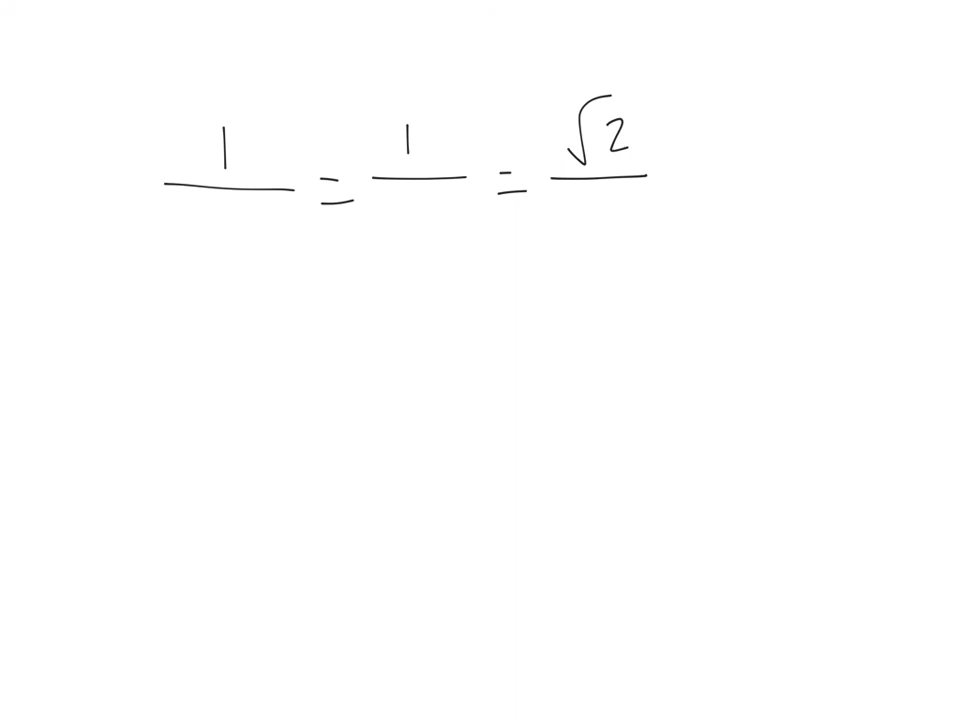 1/ = 1/ = √2/